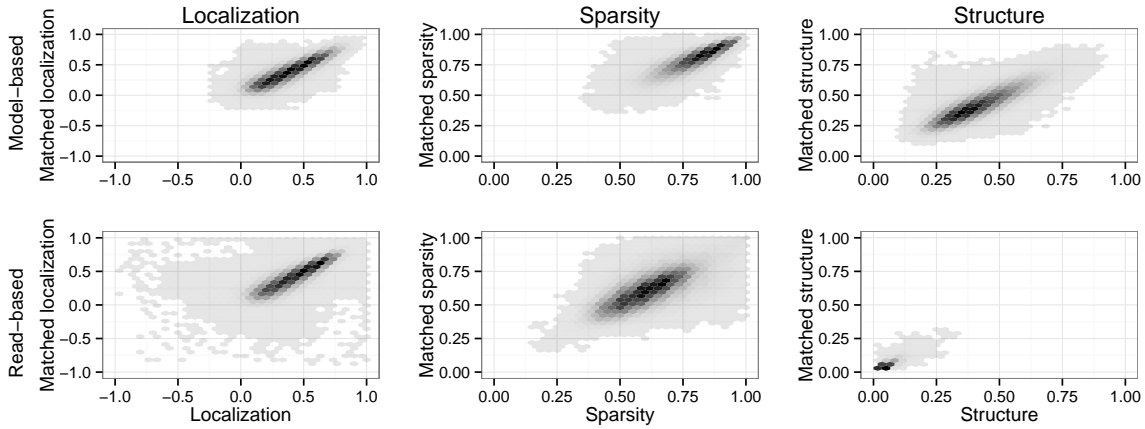 Localization Sparsity Structure
Model−based
Matched localization
1.0
0.5
0.0
−0.5
−1.0
−1.0 −0.5 0.0 0.5 1.0
Matched sparsity
1.00
0.75
0.50
0.25
0.00
0.00 0.25 0.50 0.75 1.00
Matched structure
1.00
0.75
0.50
0.25
0.00
0.00 0.25 0.50 0.75 1.00
Read−based
Matched localization
1.0
0.5
0.0
−0.5
−1.0
−1.0 −0.5 0.0 0.5 1.0
Localization
Matched sparsity
1.00
0.75
0.50
0.25
0.00
0.00 0.25 0.50 0.75 1.00
Sparsity
Matched structure
1.00
0.75
0.50
0.25
0.00
0.00 0.25 0.50 0.75 1.00
Structure